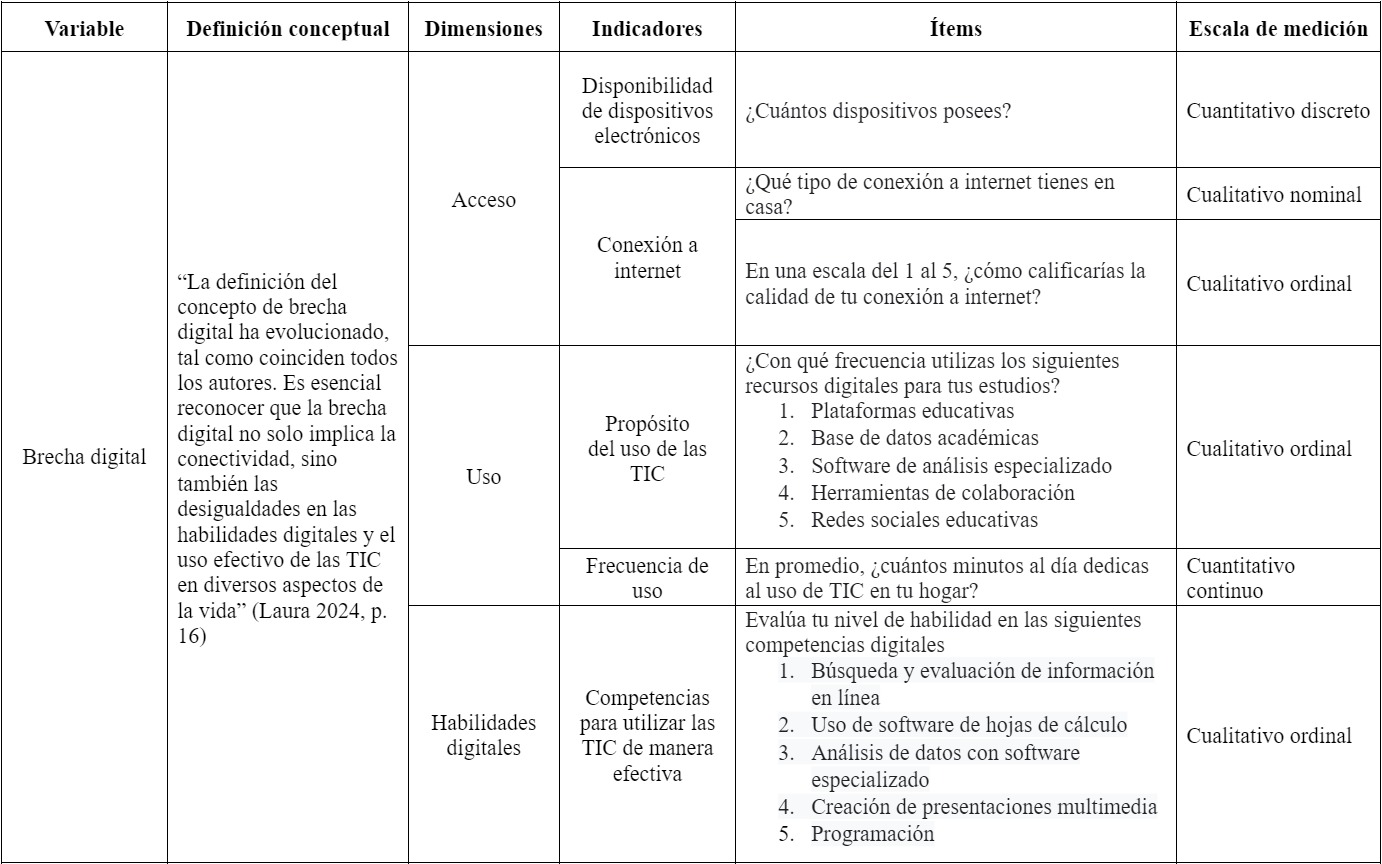 Variable
Definición conceptual
Dimensiones
Indicadores
Ítems
Escala de medición
Brecha digital
“La definición del
concepto de brecha
digital ha evolucionado,
tal como coinciden todos
los autores. Es esencial
reconocer que la brecha
digital no solo implica la
conectividad, sino
también las
desigualdades en las
habilidades digitales y el
uso efectivo de las TIC
en diversos aspectos de
la vida” (Laura 2024, p.
16)
Acceso
Disponibilidad
de dispositivos
electrónicos
¿Cuántos dispositivos posees?
Cuantitativo discreto
Conexión a
internet
¿Qué tipo de conexión a internet tienes en
casa?
Cualitativo nominal
En una escala del 1 al 5, ¿cómo calificarías la
calidad de tu conexión a internet?
Cualitativo ordinal
Uso
Propósito
del uso de las
TIC
¿Con qué frecuencia utilizas los siguientes
recursos digitales para tus estudios?
1. Plataformas educativas
2. Base de datos académicas
3. Software de análisis especializado
4. Herramientas de colaboración
5. Redes sociales educativas
Cualitativo ordinal
Frecuencia de
uso
En promedio, ¿cuántos minutos al día dedicas
al uso de TIC en tu hogar?
Cuantitativo
continuo
Habilidades
digitales
Competencias
para utilizar las
TIC de manera
efectiva
Evalúa tu nivel de habilidad en las siguientes
competencias digitales
1. Búsqueda y evaluación de información
en línea
2. Uso de software de hojas de cálculo
3. Análisis de datos con software
especializado
4. Creación de presentaciones multimedia
5. Programación
Cualitativo ordinal